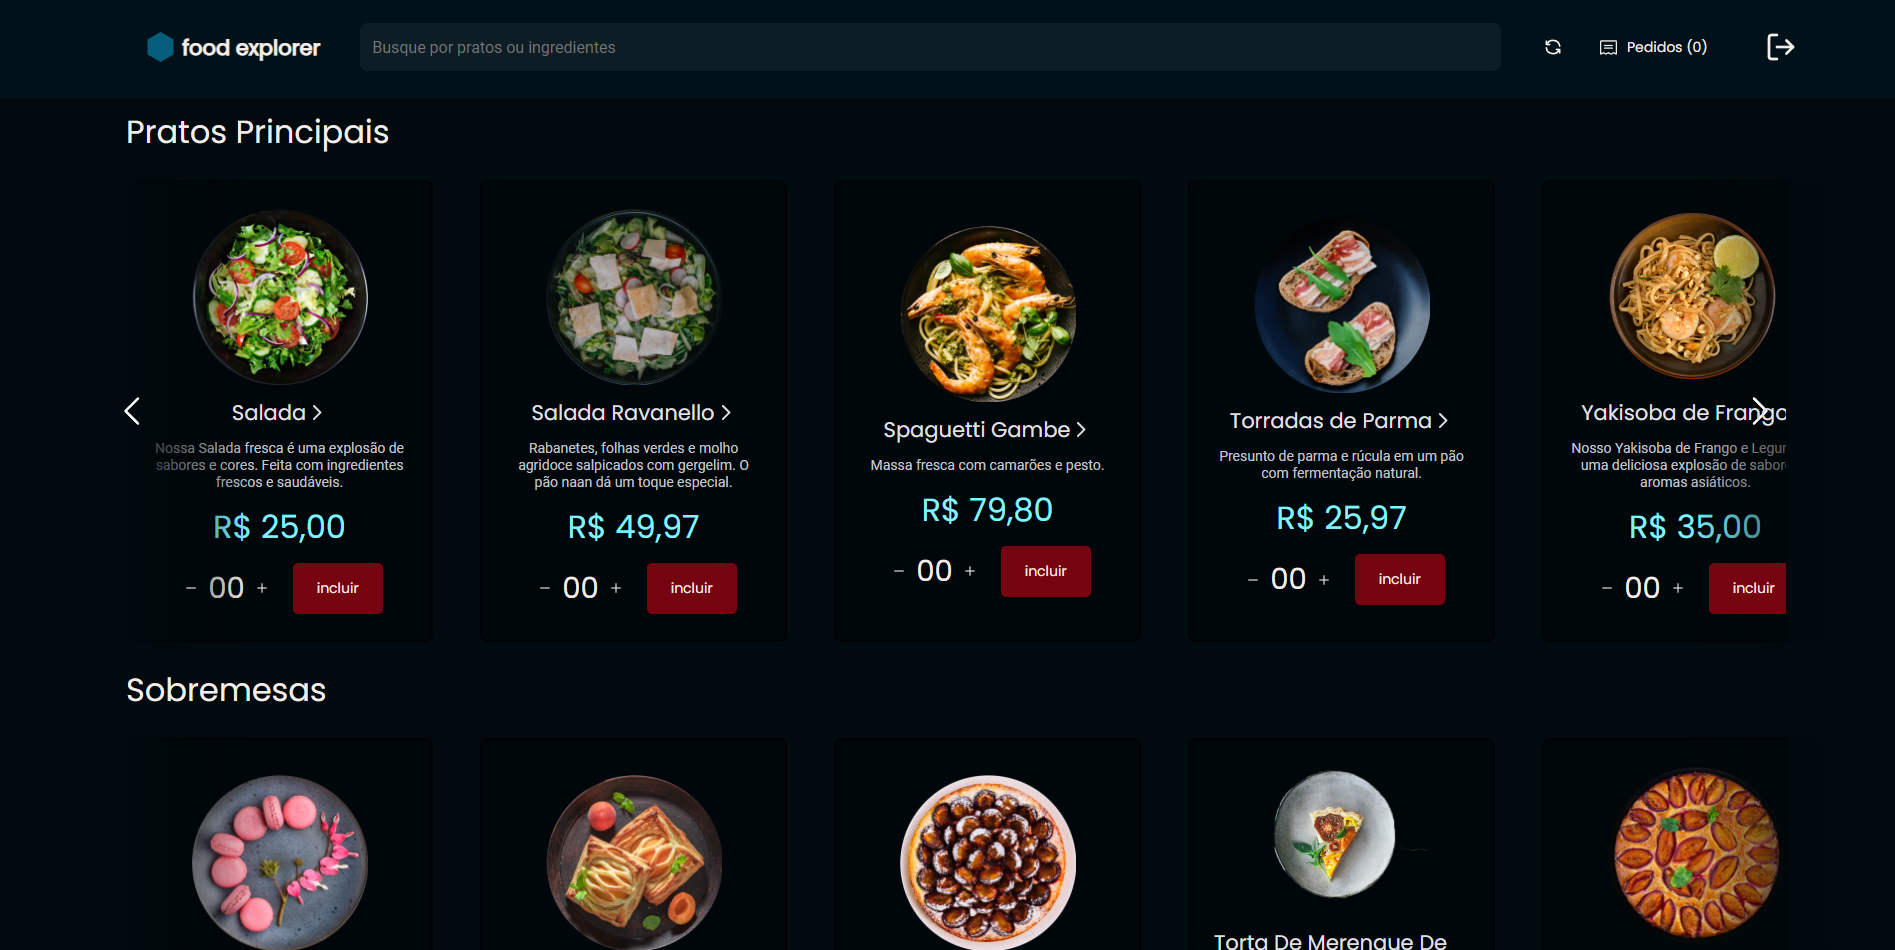 food explorer
Busque por pratos ou ingredientes
Pedidos (0)
Pratos Principais
Salada
Nossa Salada fresca é uma explosão de
sabores e cores. Feita com ingredientes
frescos e saudáveis.
R$ 25,00
00
incluir
Salada Ravanello
Rabanetes, folhas verdes e molho
agridoce salpicados com gergelim. O
pão naan dá um toque especial.
R$ 49,97
00
incluir
Spaguetti Gambe
Massa fresca com camarões e pesto.
R$ 79,80
00
incluir
Torradas de Parma
Presunto de parma e rúcula em um pão
com fermentação natural.
R$ 25,97
00
incluir
Yakisoba de Frango
Nosso Yakisoba de Frango e Legur
uma deliciosa explosão de sabor
aromas asiáticos.
R$ 35,00
00
incluir
Sobremesas
Torta De Merengue De